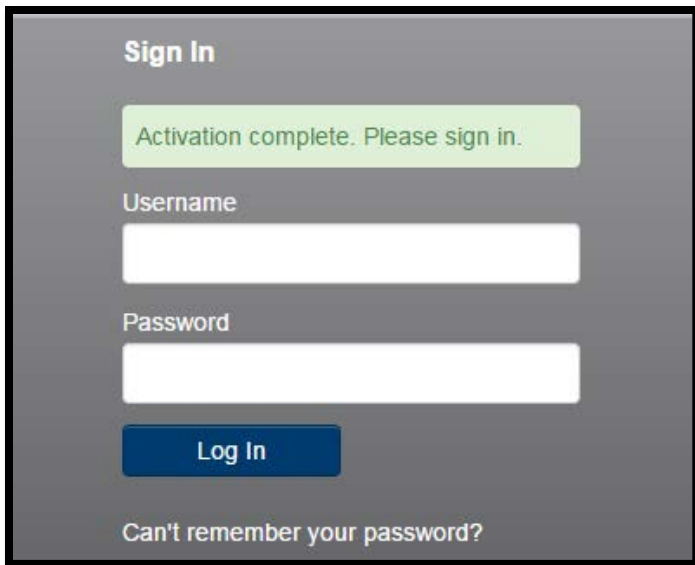 Sign In
Activation complete. Please sign in.
Username
Password
Log In
Can't remember your password?